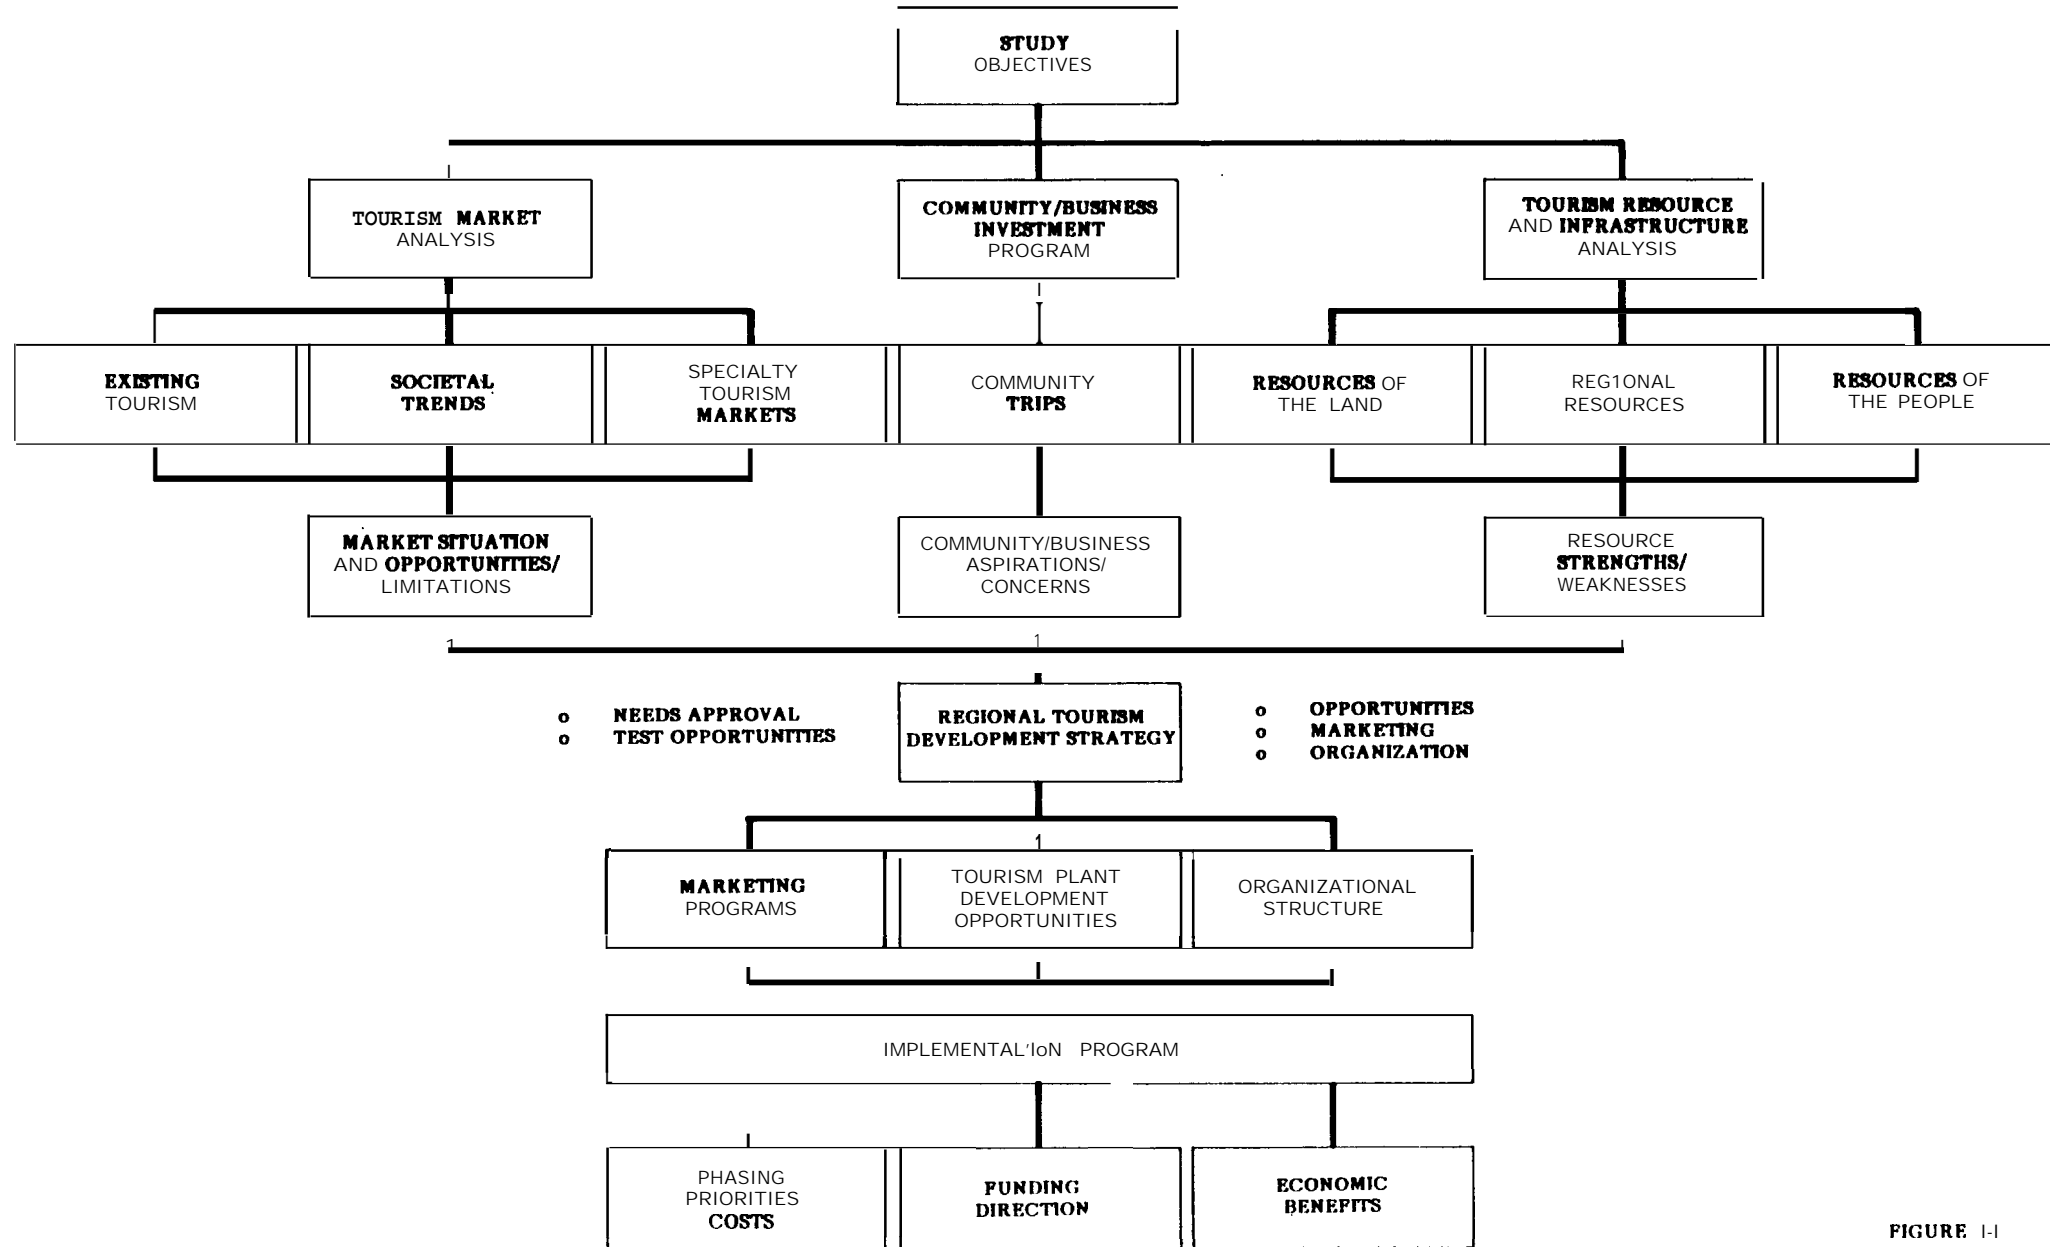 STUDY
OBJECTIVES
TOURISM MARKET
ANALYSIS
COMMUNITY/BUSINESS
INVESTMENT
PROGRAM
TOURISM RESOURCE
AND INFRASTRUCTURE
ANALYSIS
EXISTING
TOURISM
SOCIETAL
TRENDS
SPECIALTY
TOURISM
MARKETS
COMMUNITY
TRIPS
RESOURCES OF
THE LAND
REG1ONAL
RESOURCES
RESOURCES OF
THE PEOPLE
MARKET SITUATION
AND OPPORTUNITIES/
LIMITATIONS
COMMUNITY/BUSINESS
ASPIRATIONS/
CONCERNS
RESOURCE
STRENGTHS/
WEAKNESSES
o NEEDS APPROVAL
o TEST OPPORTUNITIES
REGIONAL TOURISM
DEVELOPMENT STRATEGY
o OPPORTUNITIES
o MARKETING
o ORGANIZATION
MARKETING
PROGRAMS
TOURISM PLANT
DEVELOPMENT
OPPORTUNITIES
ORGANIZATIONAL
STRUCTURE
IMPLEMENTAL'IoN PROGRAM
PHASING
PRIORITIES
COSTS
FUNDING
DIRECTION
ECONOMIC
BENEFITS
FIGURE I-I